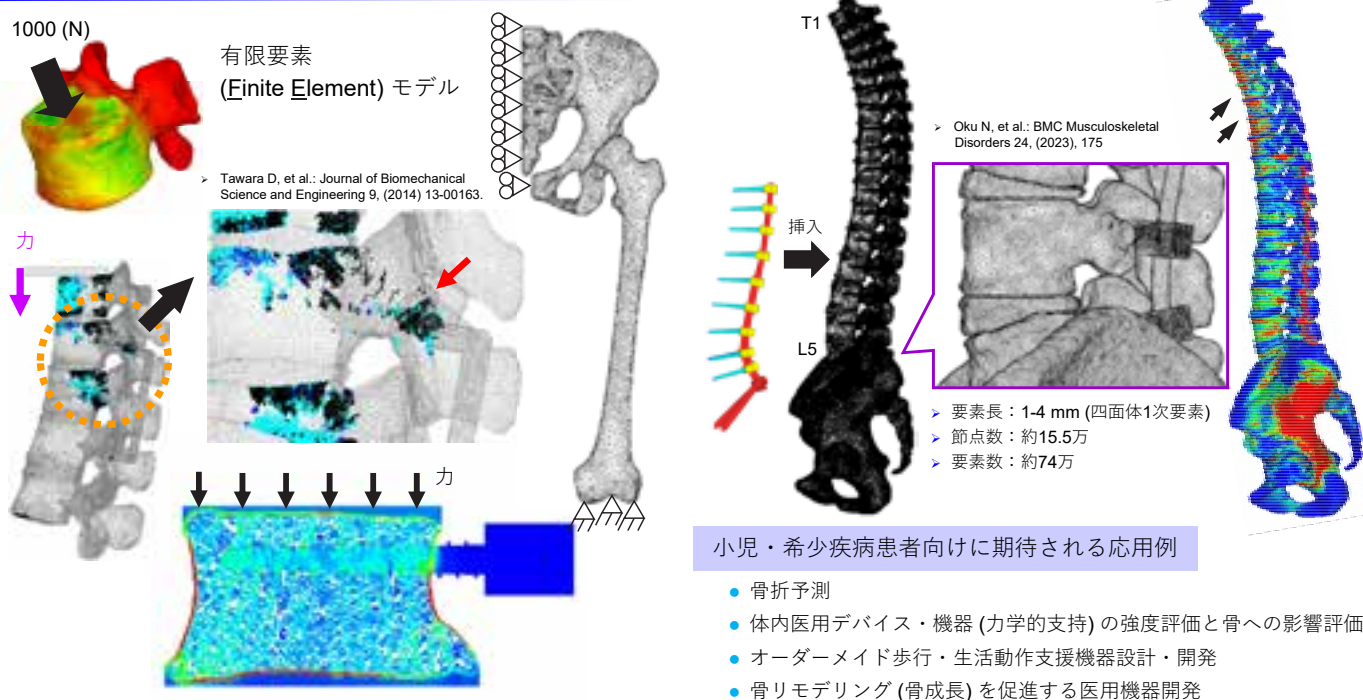 1000 (N)
有限要素
(Finite Element) モデル
Tawara D, et al.: Journal of Biomechanical
Science and Engineering 9, (2014) 13-00163.
力
力
T1
挿入
L5
Oku N, et al.: BMC Musculoskeletal
Disorders 24, (2023), 175
要素長：1-4 mm (四面体1次要素)
節点数：約15.5万
要素数：約74万
小児・希少疾病患者向けに期待される応用例
骨折予測
体内医用デバイス・機器 (力学的支持) の強度評価と骨への影響評価
オーダーメイド歩行・生活動作支援機器設計・開発
骨リモデリング (骨成長) を促進する医用機器開発